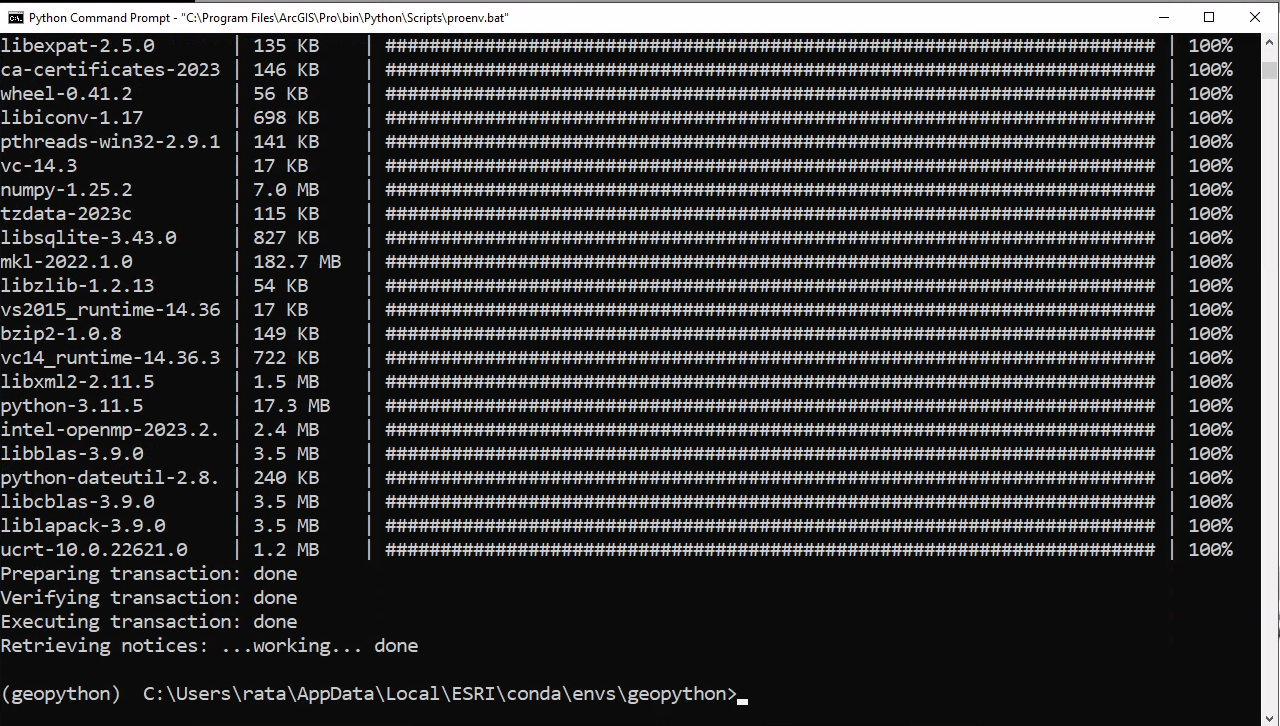 Python Command Prompt - "C:\Program Files\ArcGIS\Pro\bin\Python\Scripts\proenv.bat"
libexpat-2.5.0       | 135 KB    | ###################################################################### | 100%
ca-certificates-2023 | 146 KB    | ###################################################################### | 100%
wheel-0.41.2         | 56 KB     | ###################################################################### | 100%
libiconv-1.17        | 698 KB    | ###################################################################### | 100%
pthreads-win32-2.9.1 | 141 KB    | ###################################################################### | 100%
vc-14.3              | 17 KB     | ###################################################################### | 100%
numpy-1.25.2         | 7.0 MB    | ###################################################################### | 100%
tzdata-2023c         | 115 KB    | ###################################################################### | 100%
libsqlite-3.43.0     | 827 KB    | ###################################################################### | 100%
mkl-2022.1.0         | 182.7 MB  | ###################################################################### | 100%
libzlib-1.2.13       | 54 KB     | ###################################################################### | 100%
vs2015_runtime-14.36 | 17 KB     | ###################################################################### | 100%
bzip2-1.0.8          | 149 KB    | ###################################################################### | 100%
vc14_runtime-14.36.3 | 722 KB    | ###################################################################### | 100%
libxml2-2.11.5       | 1.5 MB    | ###################################################################### | 100%
python-3.11.5        | 17.3 MB   | ###################################################################### | 100%
intel-openmp-2023.2. | 2.4 MB    | ###################################################################### | 100%
libblas-3.9.0        | 3.5 MB    | ###################################################################### | 100%
python-dateutil-2.8. | 240 KB    | ###################################################################### | 100%
libcblas-3.9.0       | 3.5 MB    | ###################################################################### | 100%
liblapack-3.9.0      | 3.5 MB    | ###################################################################### | 100%
ucrt-10.0.22621.0    | 1.2 MB    | ###################################################################### | 100%
Preparing transaction: done
Verifying transaction: done
Executing transaction: done
Retrieving notices: ...working... done
(geopython)  C:\Users\rata\AppData\Local\ESRI\conda\envs\geopython>